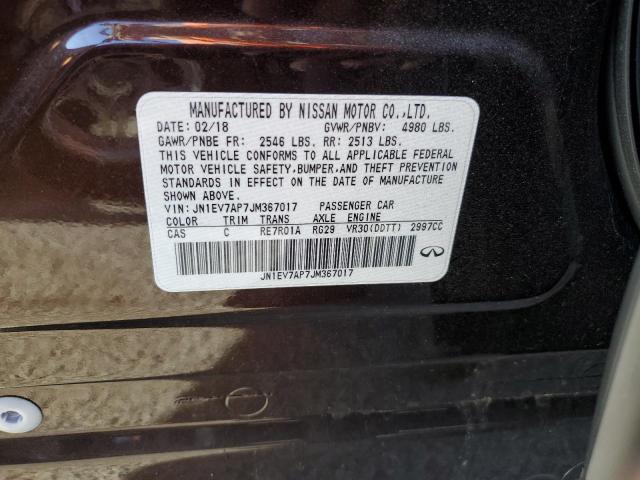 MANUFACTURED BY NISSAN MOTOR CO.,LTD.
DATE: 02/18 GVWR/PNBV: 4980 LBS.
GAWR/PNBE FR: 2546 LBS. RR: 2513 LBS.
THIS VEHICLE CONFORMS TO ALL APPLICABLE FEDERAL
MOTOR VEHICLE SAFETY,BUMPER,AND THEFT PREVENTION
STANDARDS IN EFFECT ON THE DATE OF MANUFACTURE
SHOWN ABOVE.
VIN: JN1EV7AP7JM367017 PASSENGER CAR
COLOR TRIM TRANS AXLE ENGINE
CAS C RE7R01A RG29 VR30(DDTT) 2997CC
JN1EV7AP7JM367017